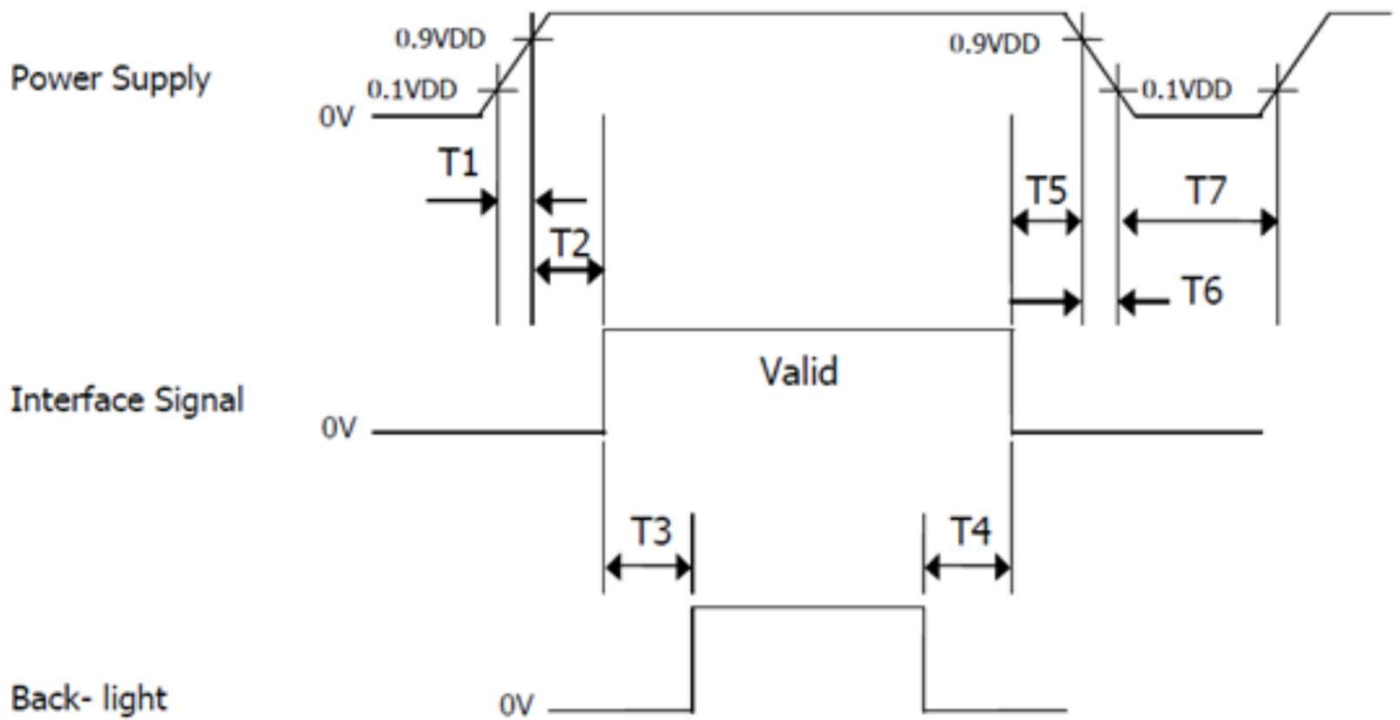 0.9VDD
0.9VDD
Power Supply
0.1VDD
0.1VDD
0V
T1
T5
T7
T2
T6
Valid
Interface Signal
0V
T3
T4
Back- light
0V